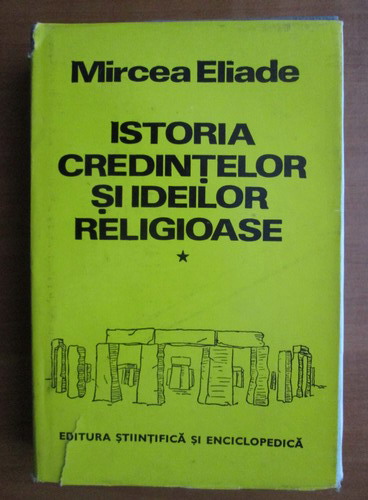 Mircea Eliade
ISTORIA
CREDINȚELOR
ȘI IDEILOR
RELIGIOASE
*
EDITURA ȘTIINȚIFICĂ ȘI ENCICLOPEDICĂ